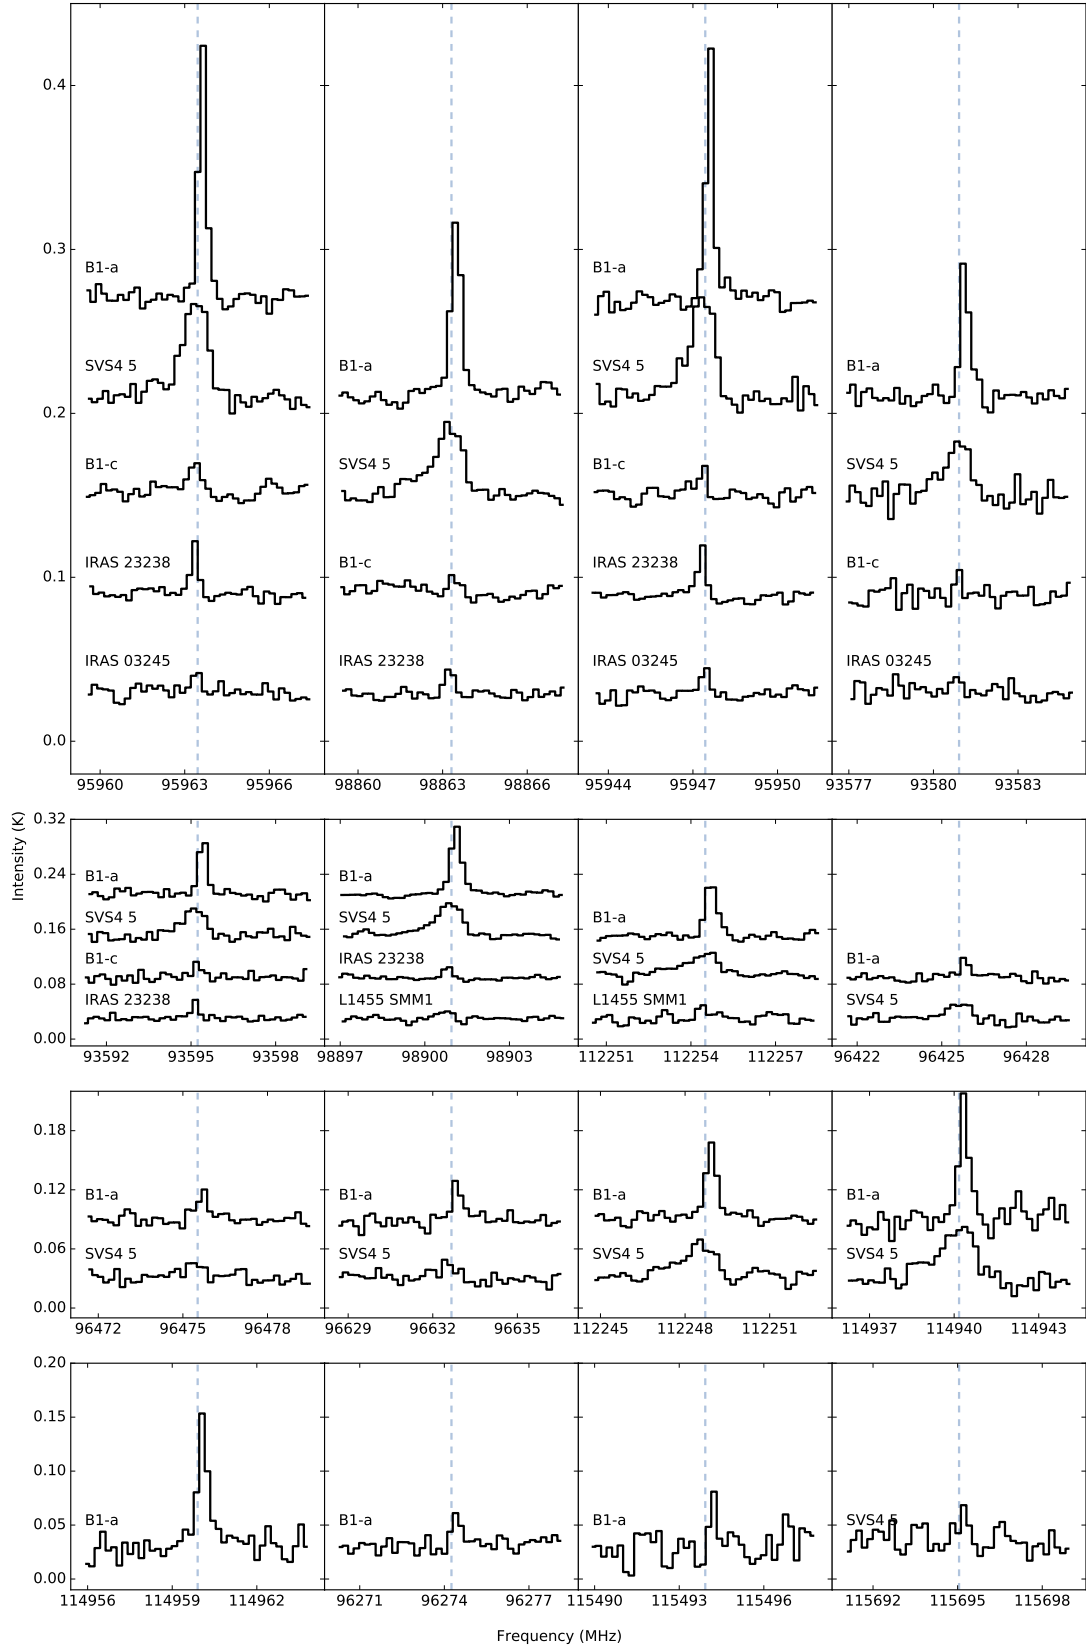 0.4
0.3
0.2
0.1
0.0
B1-a
SVS4 5
B1-c
IRAS 23238
IRAS 03245
95960 95963 95966
B1-a
SVS4 5
B1-c
IRAS 23238
98860 98863 98866
B1-a
SVS4 5
B1-c
IRAS 23238
IRAS 03245
95944 95947 95950
B1-a
SVS4 5
B1-c
IRAS 03245
93577 93580 93583
Intensity (K)
0.32
0.24
0.16
0.08
0.00
B1-a
SVS4 5
B1-c
IRAS 23238
93592 93595 93598
B1-a
SVS4 5
IRAS 23238
L1455 SMM1
98897 98900 98903
B1-a
SVS4 5
L1455 SMM1
112251 112254 112257
B1-a
SVS4 5
96422 96425 96428
0.18
0.12
0.06
0.00
B1-a
SVS4 5
96472 96475 96478
B1-a
SVS4 5
96629 96632 96635
B1-a
SVS4 5
112245 112248 112251
B1-a
SVS4 5
114937 114940 114943
0.20
0.15
0.10
0.05
0.00
B1-a
114956 114959 114962
B1-a
96271 96274 96277
B1-a
115490 115493 115496
SVS4 5
115692 115695 115698
Frequency (MHz)